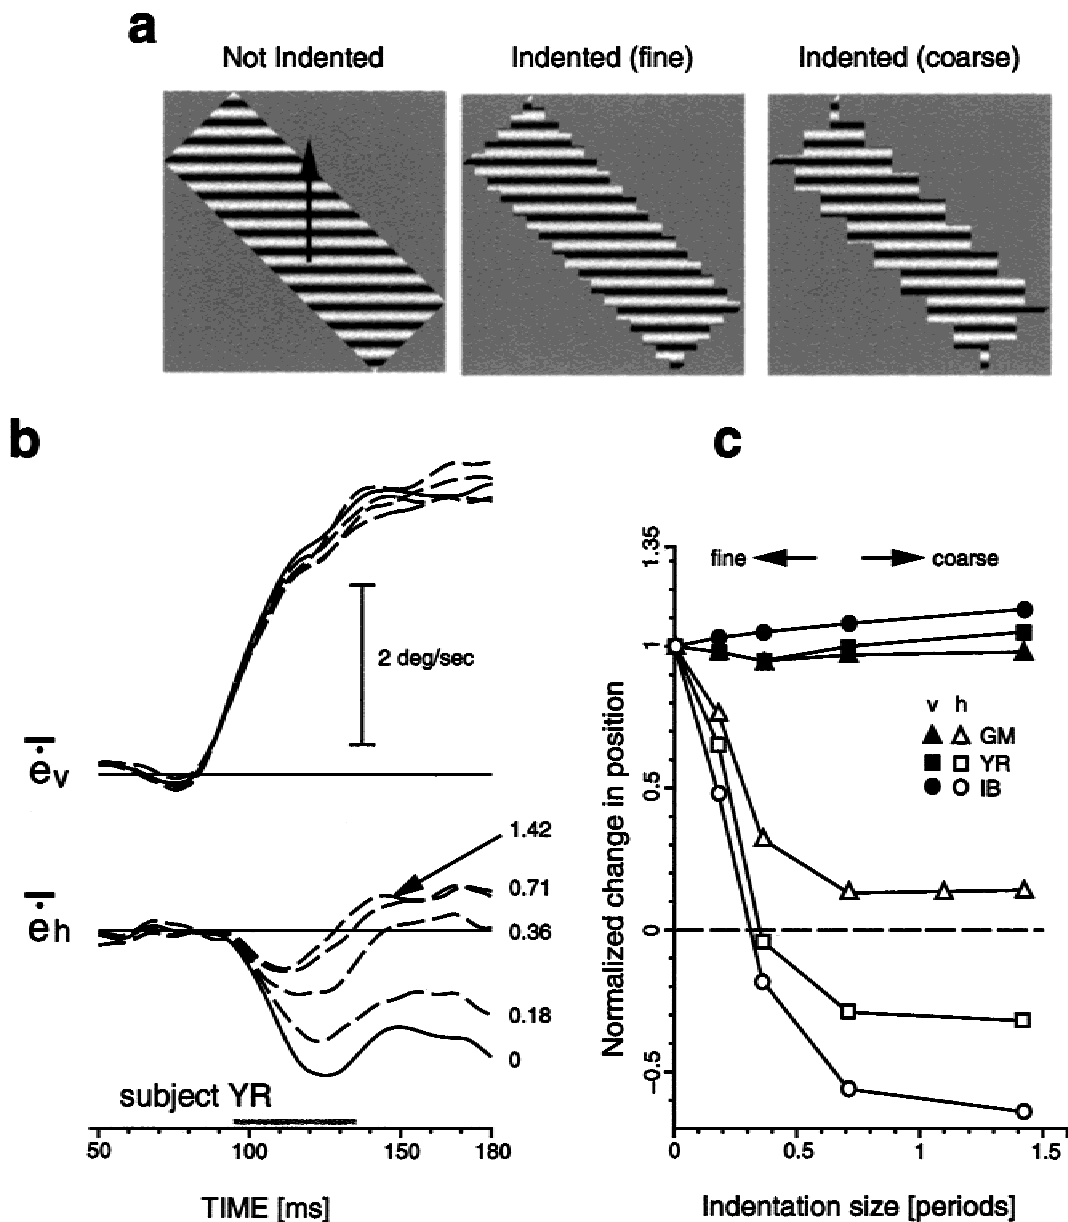 a
Not Indented
Indented (fine)
Indented (coarse)
b
2 deg/sec
ėv
1.42
0.71
ėh
0.36
0.18
0
subject YR
50
100
150
180
TIME [ms]
c
1.35
fine
coarse
1
v h
GM
YR
IB
0.5
0
-0.5
Normalized change in position
0
0.5
1
1.5
Indentation size [periods]